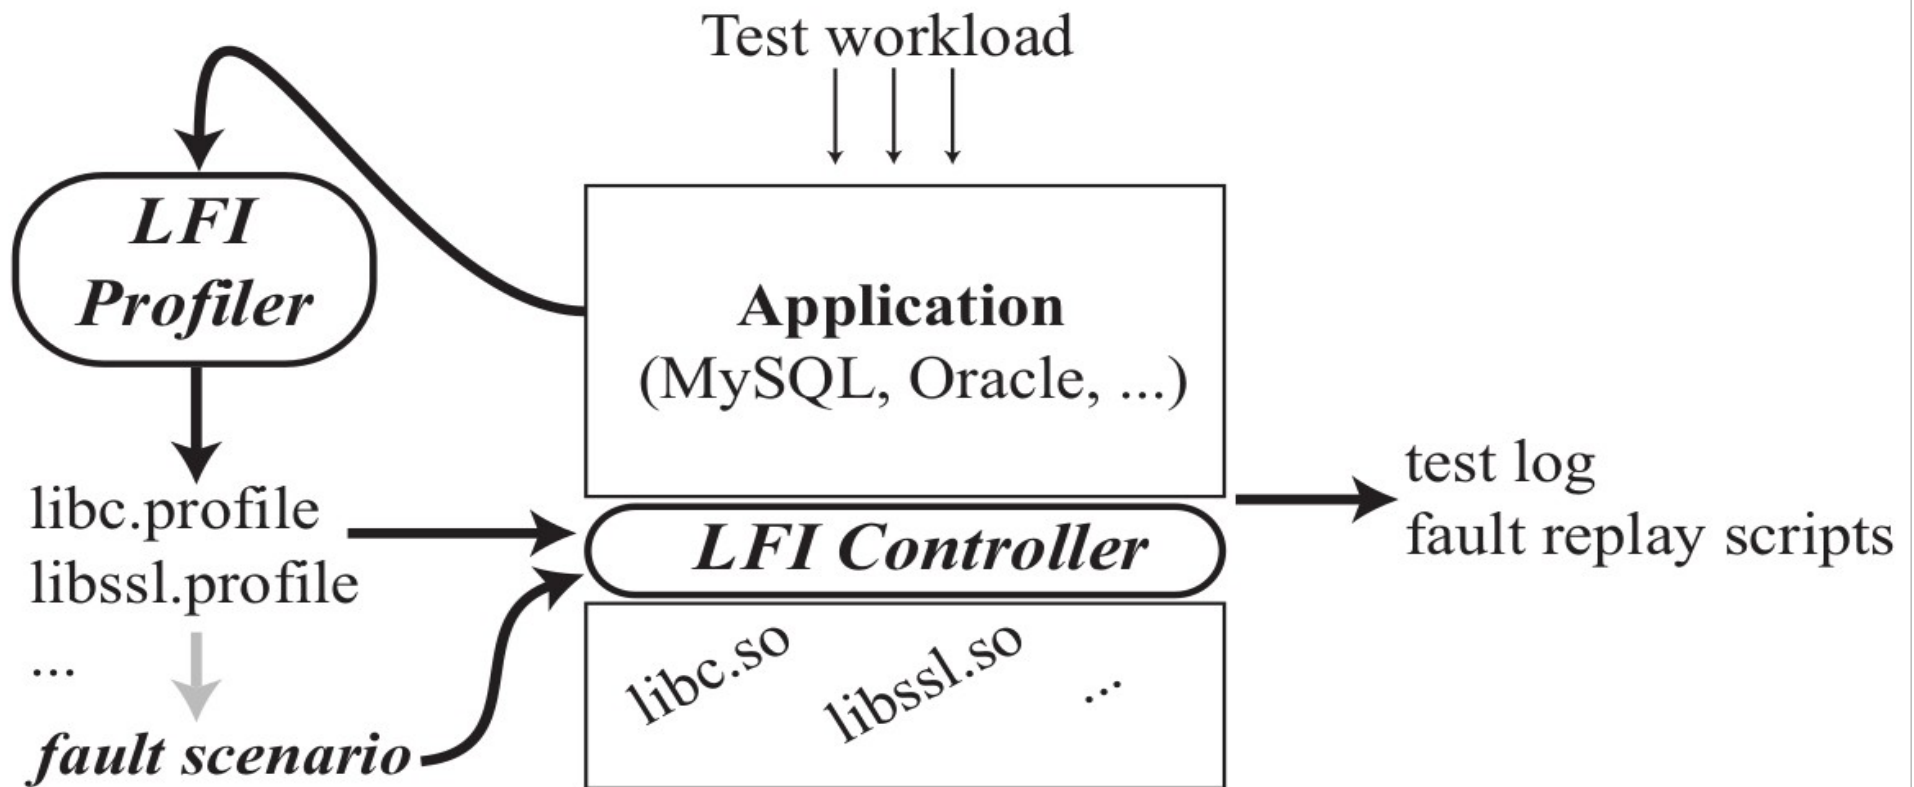 Test workload
LFI
Profiler
Application
(MySQL, Oracle, ...)
libc.profile
libssl.profile
...
fault scenario
LFI Controller
libc.so
libssl.so
...
test log
fault replay scripts